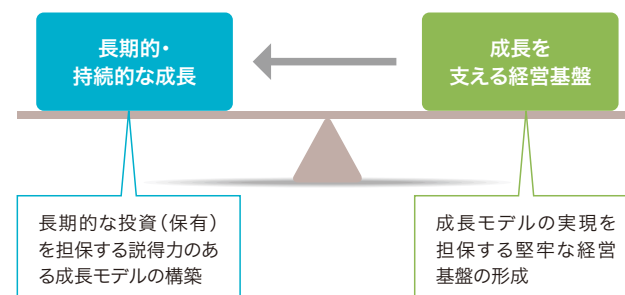 長期的・
持続的な成長
成長を
支える経営基盤
長期的な投資（保有）
を担保する説得力のあ
る成長モデルの構築
成長モデルの実現を
担保する堅牢な経営
基盤の形成